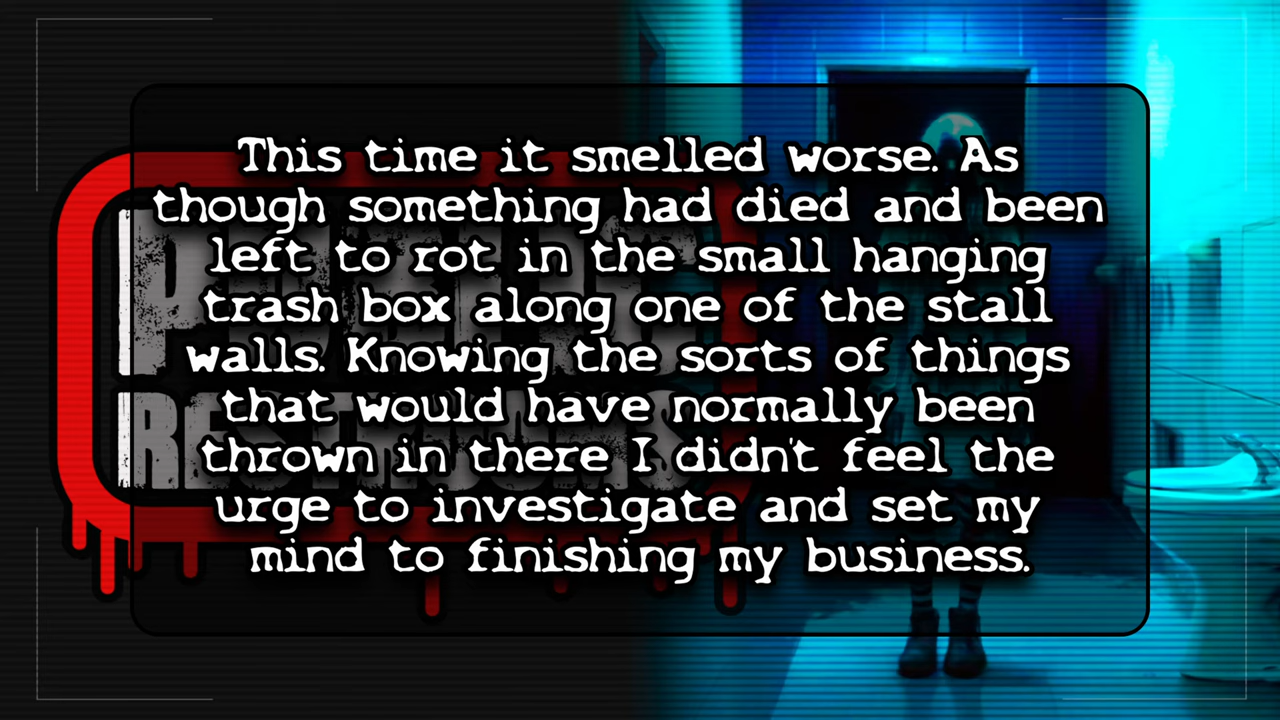 This time it smelled worse. As
though something had died and been
left to rot in the small hanging
trash box along one of the stall
walls. Knowing the sorts of things
that would have normally been
thrown in there I didn't feel the
urge to investigate and set my
mind to finishing my business.
RESTROOMS